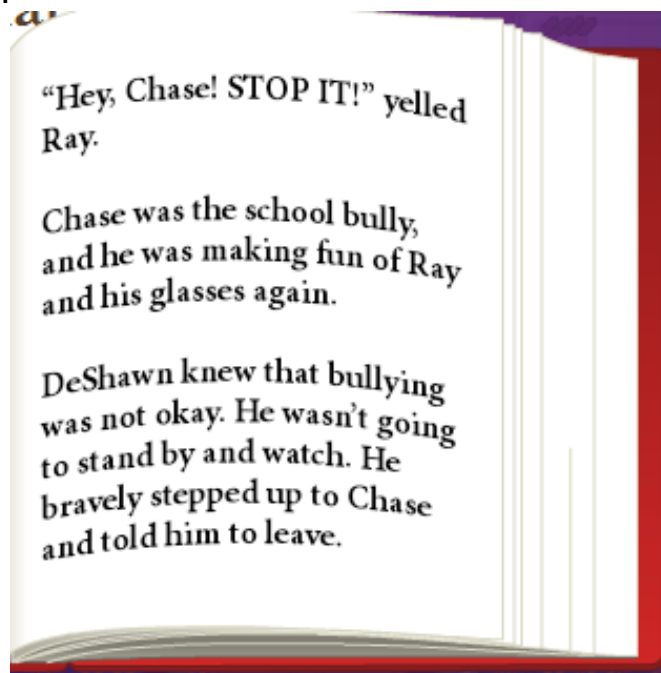 “Hey, Chase! STOP IT!” yelled
Ray.
Chase was the school bully,
and he was making fun of Ray
and his glasses again.
DeShawn knew that bullying
was not okay. He wasn’t going
to stand by and watch. He
bravely stepped up to Chase
and told him to leave.